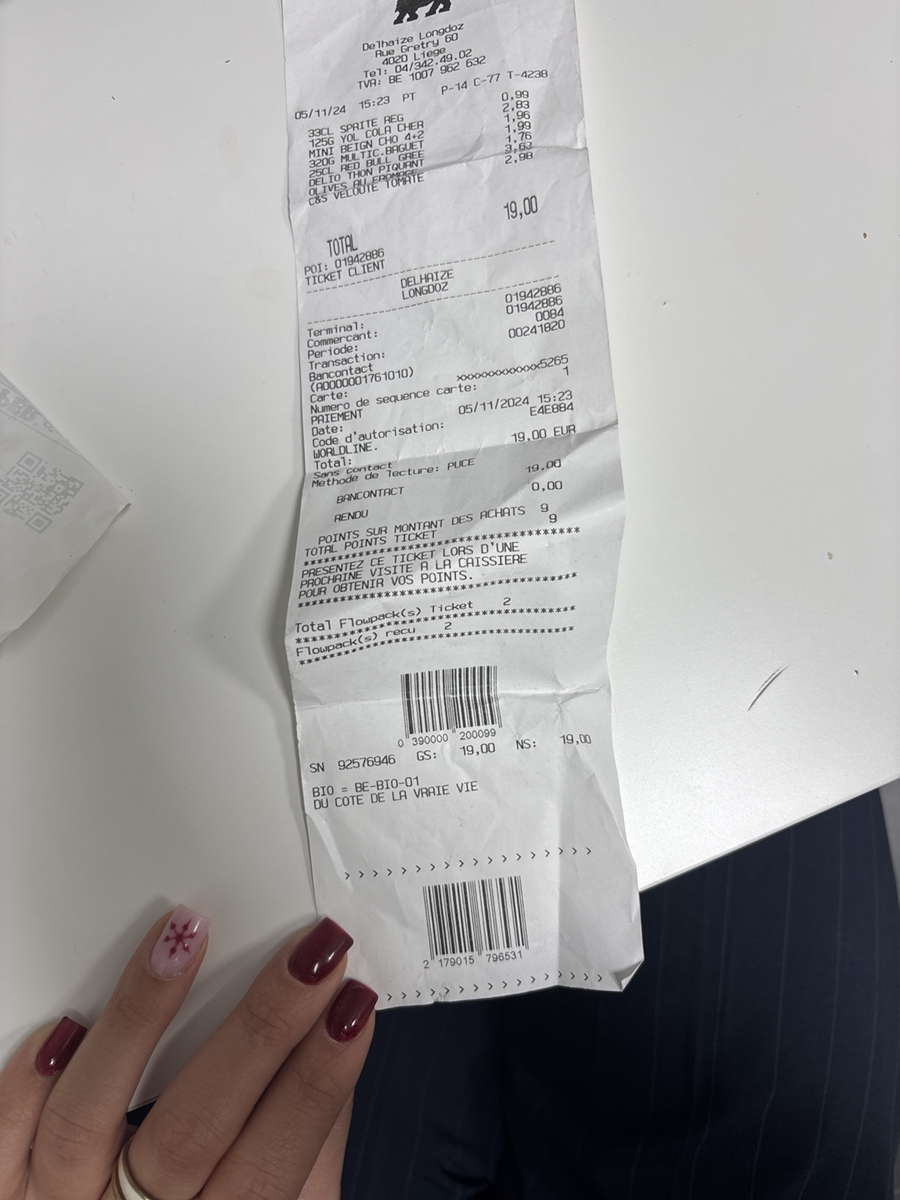 Delhaize Longdoz
Rue Gretry 60
4020 Liege
Tel: 04/342.49.02
TVA: BE 1007 962 632
05/11/24 15:23 PT P-14 C-77 T-4238
33CL SPRITE REG 0,99
125G YOL COLA CHER 2,83
MINI BEIGN CHO 4+2 1,96
320G MULTIC.BAGUET 1,99
25CL RED BULL GREE 1,76
DELIO THON PIQUANT 3,63
OLIVES AU FROMAGE 2,98
C&S VELOUTE TOMATE
TOTAL 19,00
POI: 01942886
TICKET CLIENT
DELHAIZE
LONGDOZ
Terminal: 01942886
Commercant: 01942886
Periode: 0084
Transaction: 00241820
Bancontact
(A0000001761010)
Carte: xxxxxxxxxxxx5265
Numero de sequence carte: 1
PAIEMENT
Date: 05/11/2024 15:23
Code d'autorisation: E4E884
WORLDLINE.
Total: 19,00 EUR
Sans contact
Methode de lecture: PUCE
BANCONTACT 19,00
RENDU 0,00
POINTS SUR MONTANT DES ACHATS 9
TOTAL POINTS TICKET 9
****************************************
PRESENTEZ CE TICKET LORS D'UNE
PROCHAINE VISITE A LA CAISSIERE
POUR OBTENIR VOS POINTS.
****************************************
Total Flowpack(s) Ticket 2
****************************************
Flowpack(s) recu 2
****************************************
0 390000 200099
SN 92576946 GS: 19,00 NS: 19,00
BIO = BE-BIO-01
DU COTE DE LA VRAIE VIE
> > > > > > > > > > > > > > > > >
2 179015 796531
> > > > > > > > > > > > > > > >